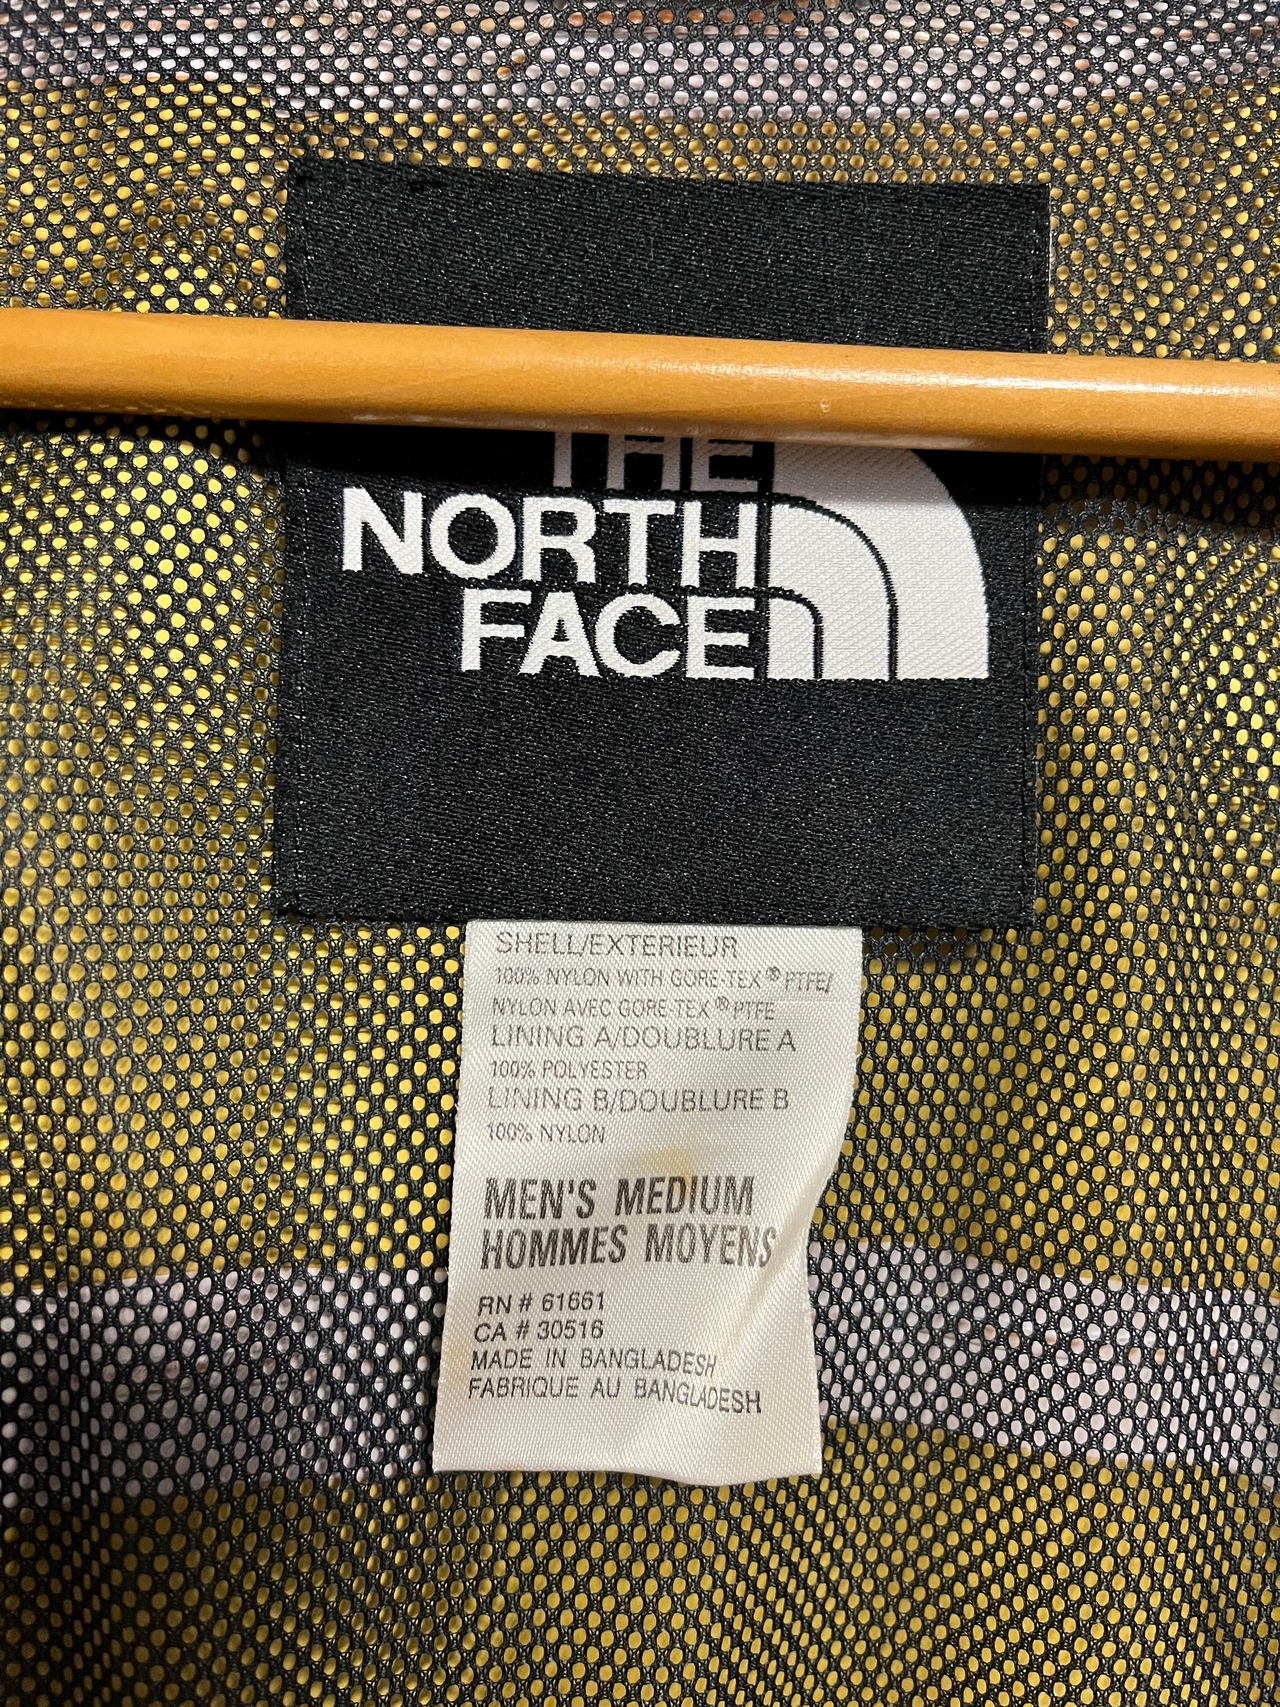 THE
NORTH
FACE
SHELL/EXTERIEUR
100% NYLON WITH GORE-TEX® PTFE/
NYLON AVEC GORE-TEX® PTFE
LINING A/DOUBLURE A
100% POLYESTER
LINING B/DOUBLURE B
100% NYLON
MEN'S MEDIUM
HOMMES MOYENS
RN # 61661
CA # 30516
MADE IN BANGLADESH
FABRIQUE AU BANGLADESH